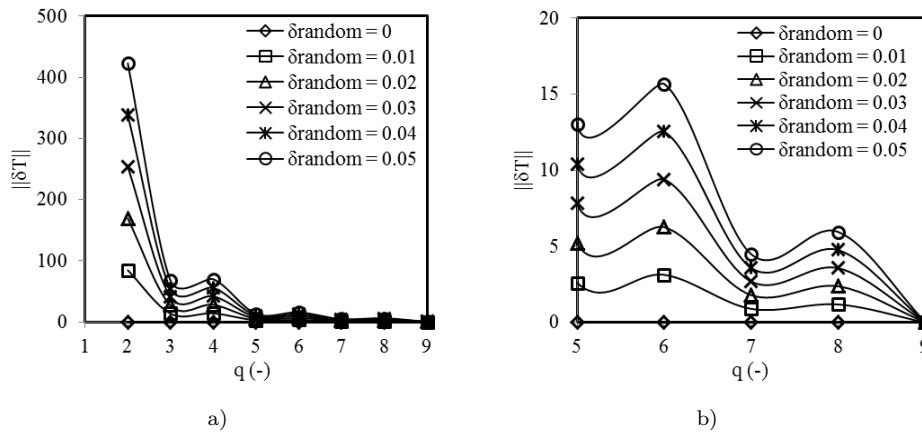 500
400
300
200
100
0
||δT||
1 2 3 4 5 6 7 8 9
q (-)
δrandom = 0
δrandom = 0.01
δrandom = 0.02
δrandom = 0.03
δrandom = 0.04
δrandom = 0.05
a)
20
15
10
5
0
||δT||
5 6 7 8 9
q (-)
δrandom = 0
δrandom = 0.01
δrandom = 0.02
δrandom = 0.03
δrandom = 0.04
δrandom = 0.05
b)